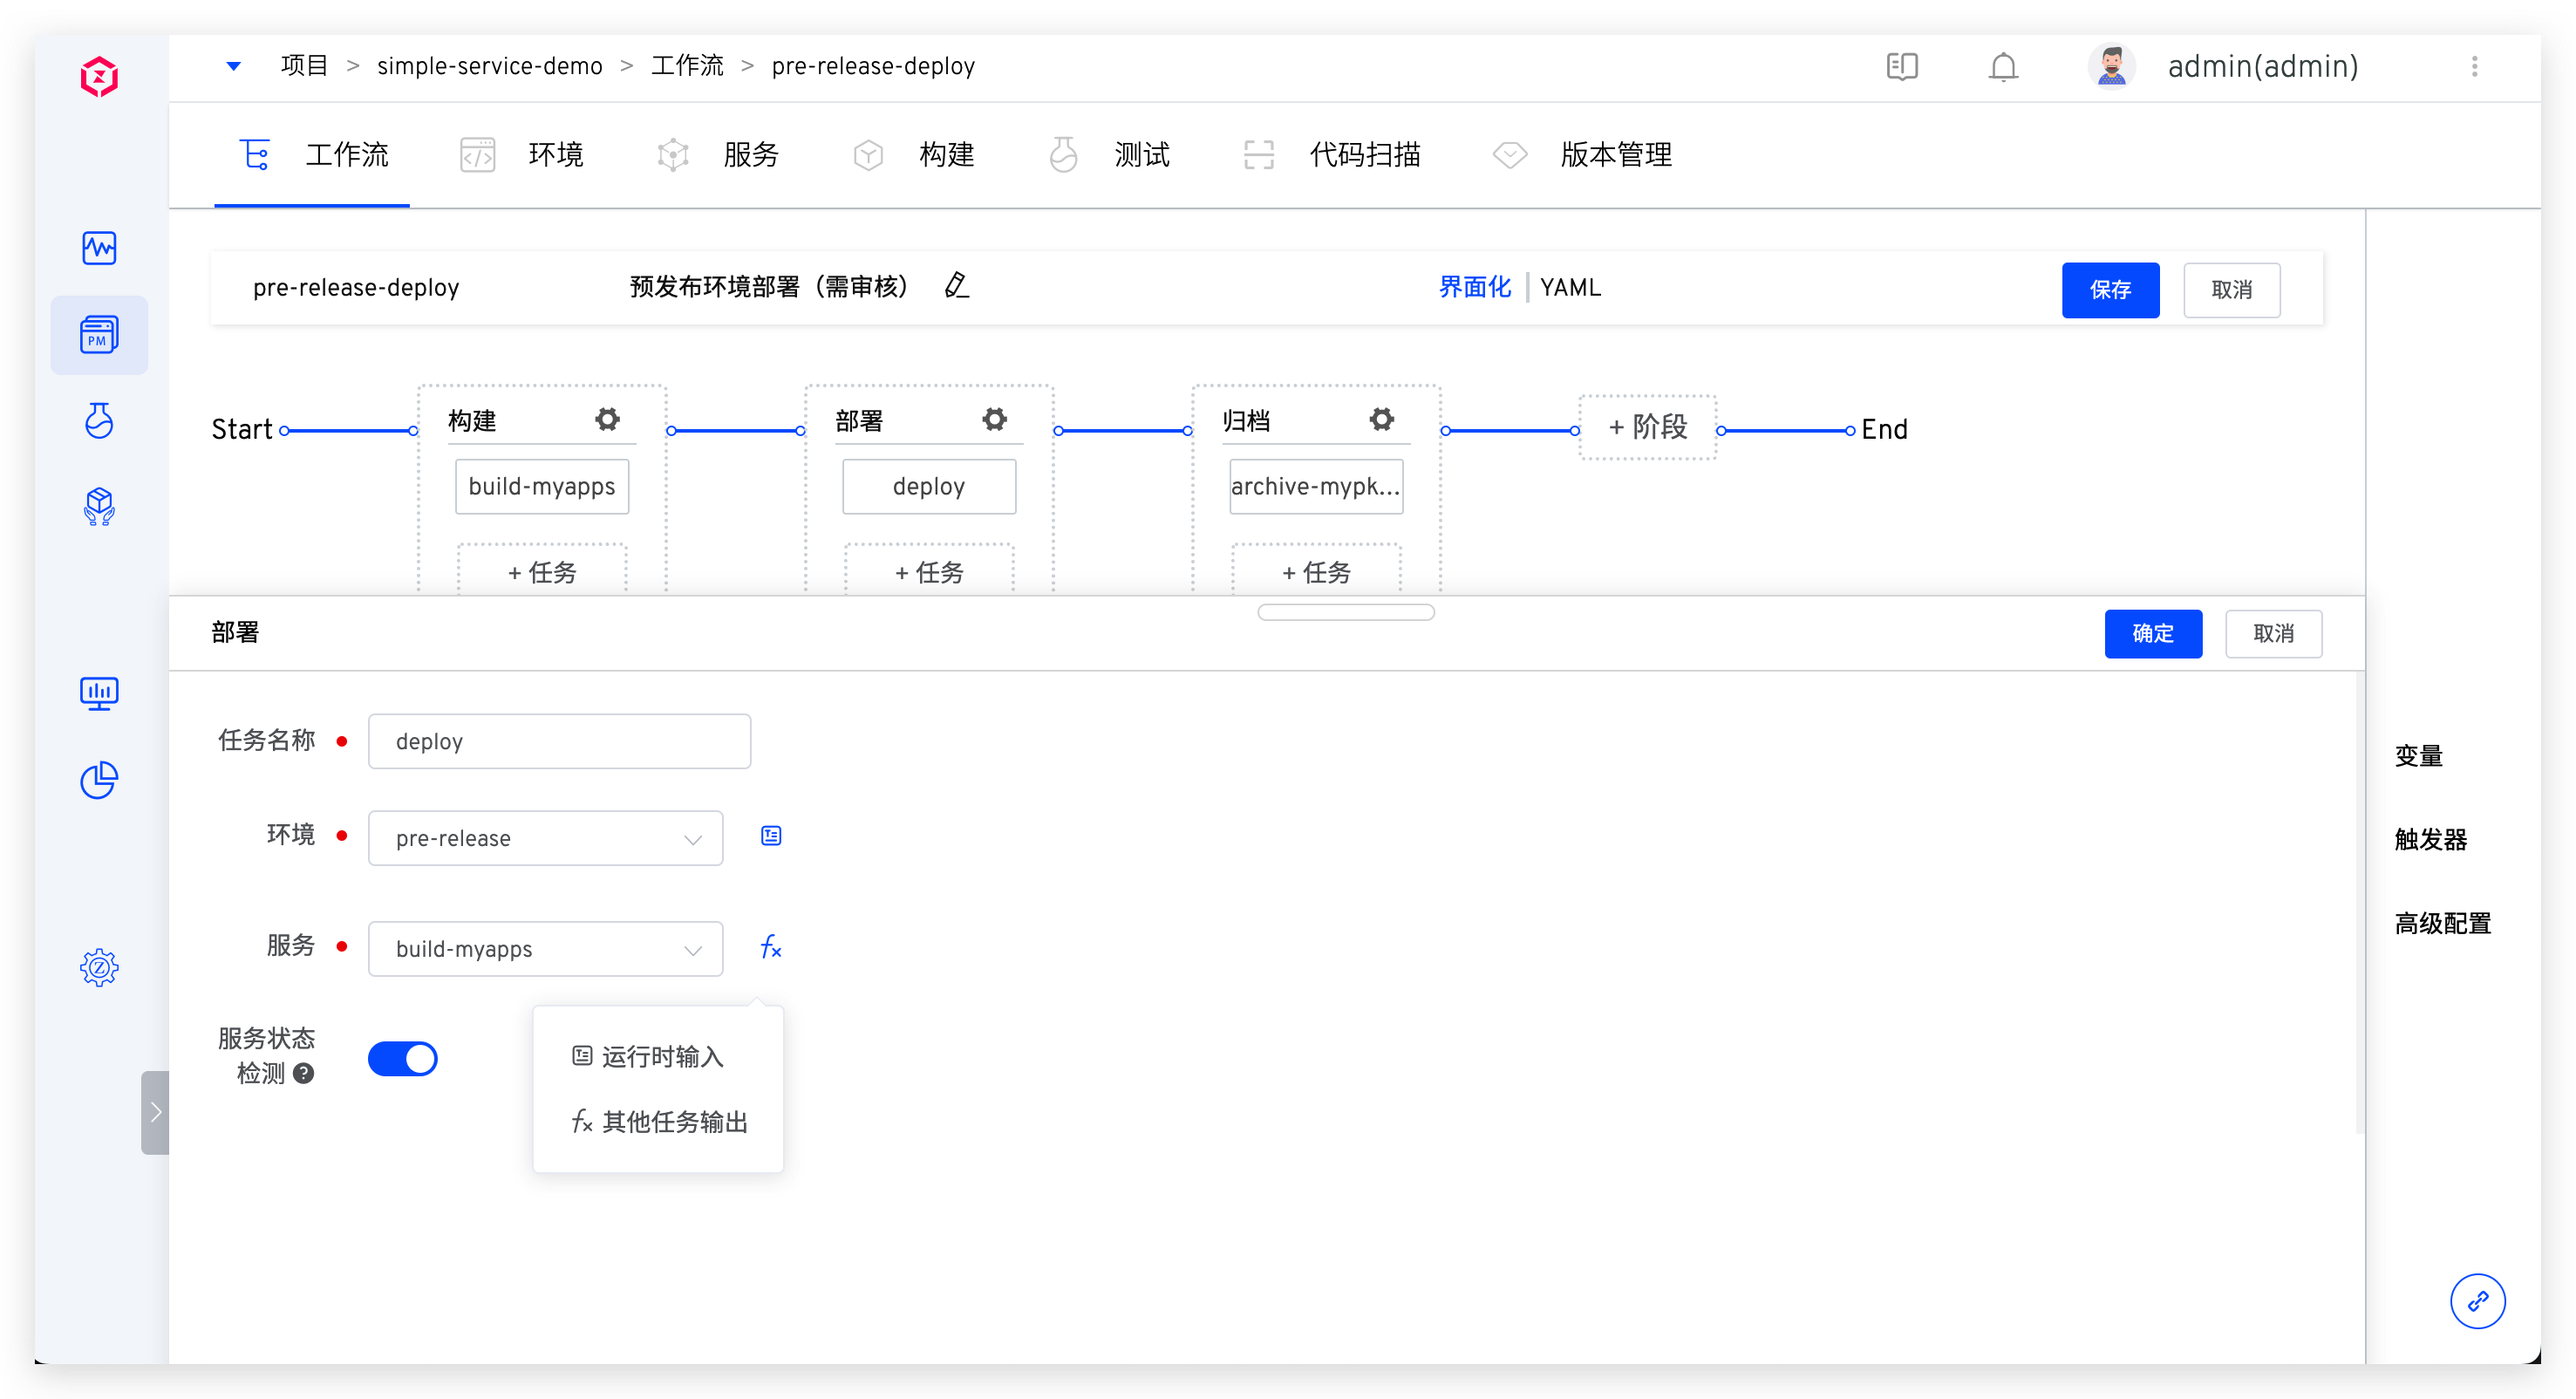 项目 > simple-service-demo > 工作流 > pre-release-deploy
admin(admin)
工作流 环境 服务 构建 测试 代码扫描 版本管理
PM
pre-release-deploy 预发布环境部署（需审核） 界面化 YAML 保存 取消
Start 构建 部署 归档 + 阶段 End
build-myapps deploy archive-mypk...
+ 任务 + 任务 + 任务
部署 确定 取消
任务名称 deploy
环境 pre-release
服务 build-myapps fx
服务状态
检测 ?
运行时输入
fx 其他任务输出
变量
触发器
高级配置